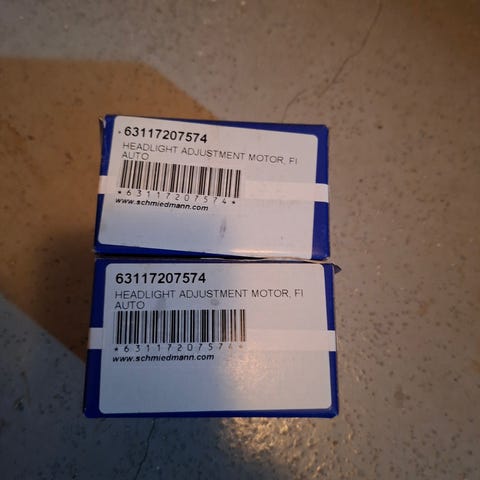 63117207574
HEADLIGHT ADJUSTMENT MOTOR, FI
AUTO
*63117207574*
www.schmiedmann.com
63117207574
HEADLIGHT ADJUSTMENT MOTOR, FI
AUTO
*63117207574*
www.schmiedmann.com